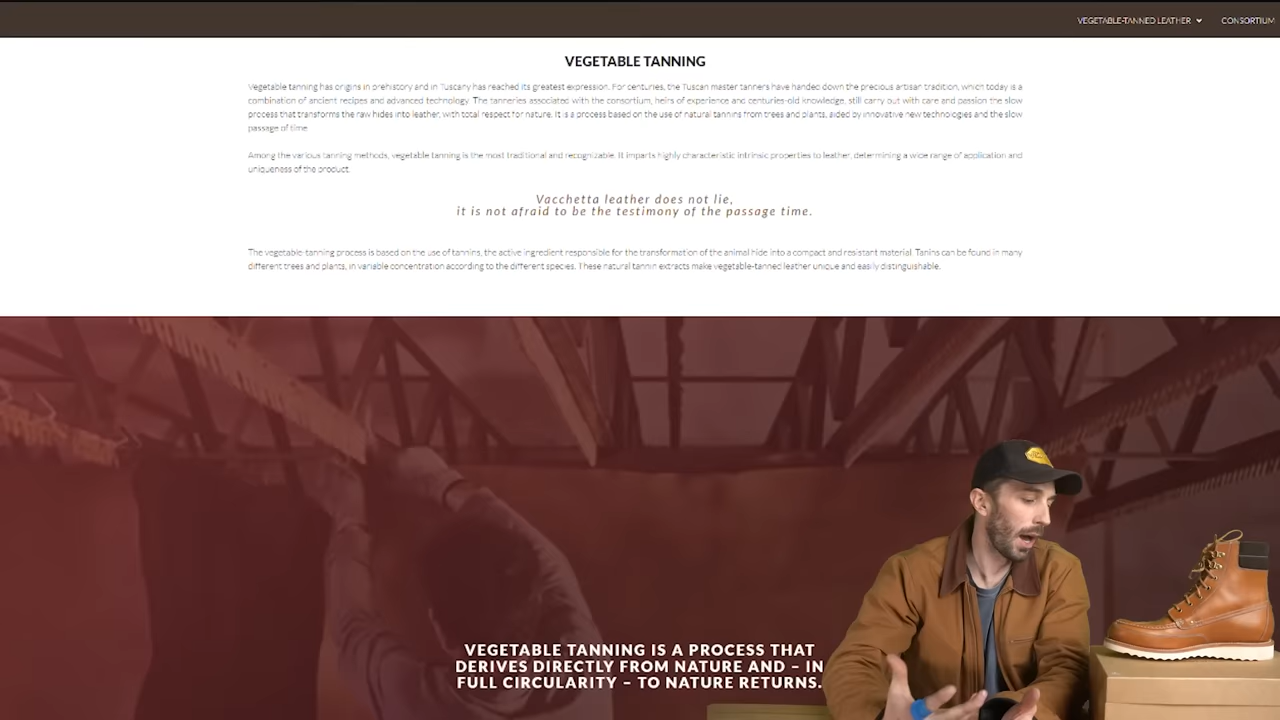 VEGETABLE-TANNED LEATHER
CONSORTIUM
VEGETABLE TANNING
Vegetable tanning has origins in prehistory and in Tuscany has reached its greatest expression. For centuries, the Tuscan master tanners have handed down the precious artisan tradition, which today is a
combination of ancient recipes and advanced technology. The tanneries associated with the consortium, heirs of experience and centuries-old knowledge, still carry out with care and passion the slow
process that transforms the raw hides into leather, with total respect for nature. It is a process based on the use of natural tannins from trees and plants, aided by innovative new technologies and the slow
passage of time.
Among the various tanning methods, vegetable tanning is the most traditional and recognizable. It imparts highly characteristic intrinsic properties to leather, determining a wide range of application and
uniqueness of the product.
Vacchetta leather does not lie,
it is not afraid to be the testimony of the passage time.
The vegetable-tanning process is based on the use of tannins, the active ingredient responsible for the transformation of the animal hide into a compact and resistant material. Tanins can be found in many
different trees and plants, in variable concentration according to the different species. These natural tannin extracts make vegetable-tanned leather unique and easily distinguishable.
VEGETABLE TANNING IS A PROCESS THAT
DERIVES DIRECTLY FROM NATURE AND – IN
FULL CIRCULARITY – TO NATURE RETURNS.